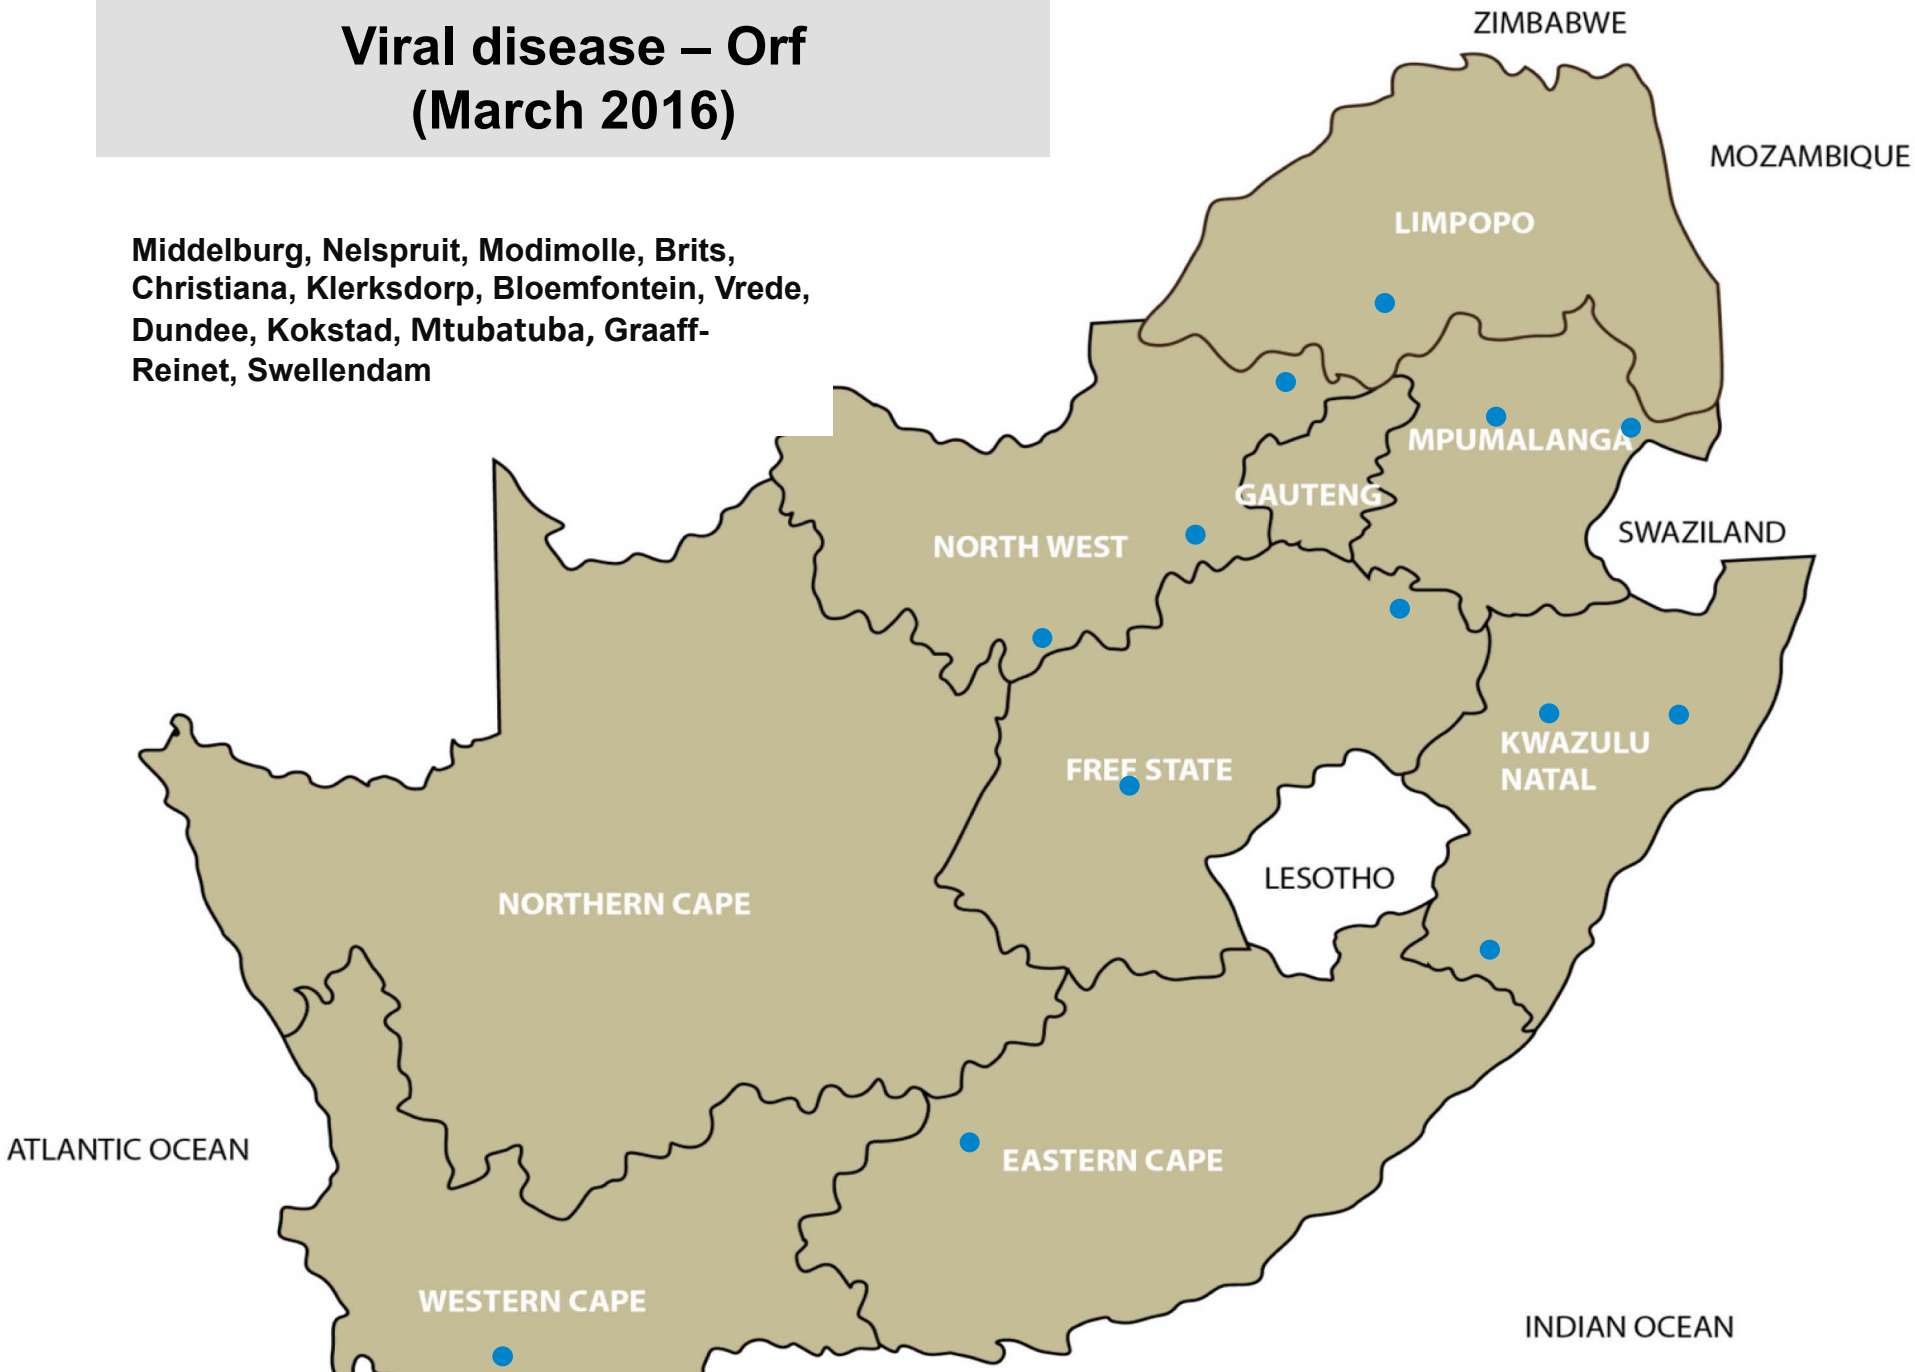 Viral disease – Orf
(March 2016)
Middelburg, Nelspruit, Modimolle, Brits,
Christiana, Klerksdorp, Bloemfontein, Vrede,
Dundee, Kokstad, Mtubatuba, Graaff-
Reinet, Swellendam
ZIMBABWE
MOZAMBIQUE
LIMPOPO
MPUMALANGA
GAUTENG
SWAZILAND
NORTH WEST
KWAZULU
NATAL
FREE STATE
LESOTHO
NORTHERN CAPE
ATLANTIC OCEAN
EASTERN CAPE
WESTERN CAPE
INDIAN OCEAN